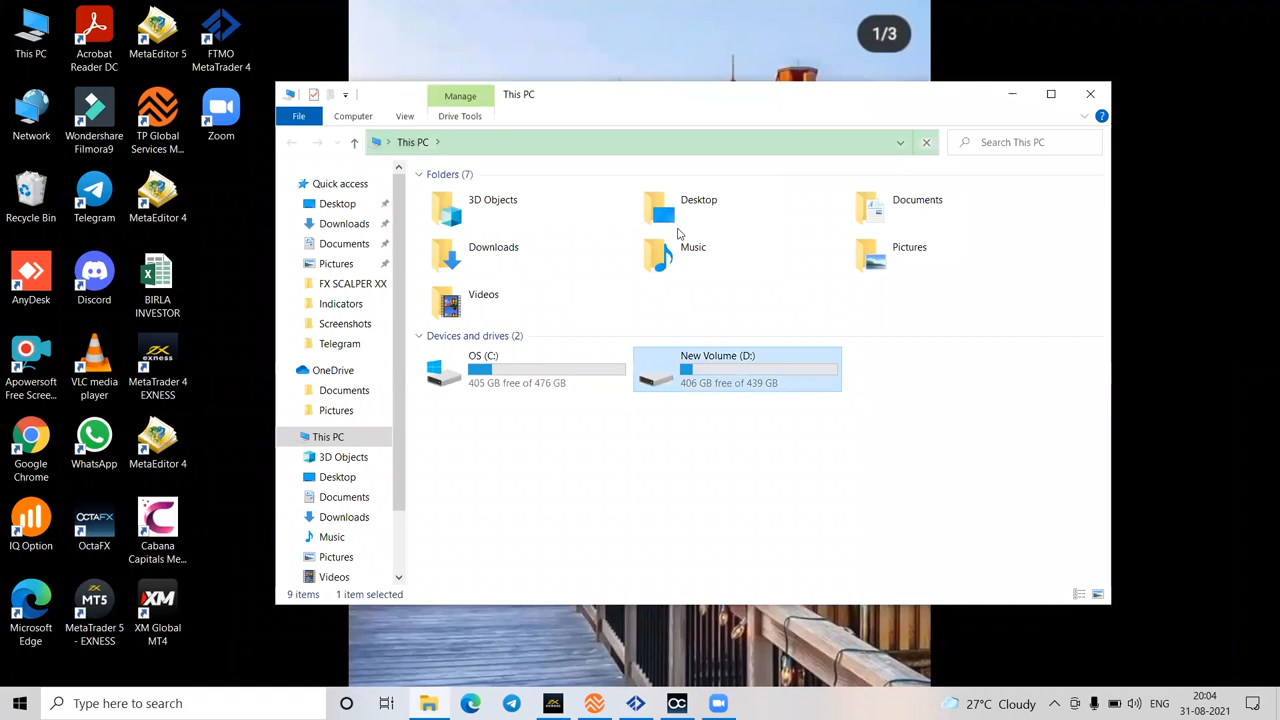 This PC
Acrobat
Reader DC
MetaEditor 5
FTMO
MetaTrader 4
Network
Wondershare
Filmora9
TP Global
Services M...
Zoom
Recycle Bin
Telegram
MetaEditor 4
AnyDesk
Discord
BIRLA
INVESTOR
Apowersoft
Free Scree...
VLC media
player
exness
MetaTrader 4
EXNESS
Google
Chrome
WhatsApp
MetaEditor 4
IQ Option
OCTAFX
OctaFX
Cabana
Capitals Me...
Microsoft
Edge
MT5
MetaTrader 5
- EXNESS
XM
XM Global
MT4
1/3
Manage
This PC
File
Computer
View
Drive Tools
This PC
Search This PC
Quick access
Desktop
Downloads
Documents
Pictures
FX SCALPER XX
Indicators
Screenshots
Telegram
OneDrive
Documents
Pictures
This PC
3D Objects
Desktop
Documents
Downloads
Music
Pictures
Videos
Folders (7)
3D Objects
Desktop
Documents
Downloads
Music
Pictures
Videos
Devices and drives (2)
OS (C:)
405 GB free of 476 GB
New Volume (D:)
406 GB free of 439 GB
9 items
1 item selected
Type here to search
27°C Cloudy
ENG
20:04
31-08-2021